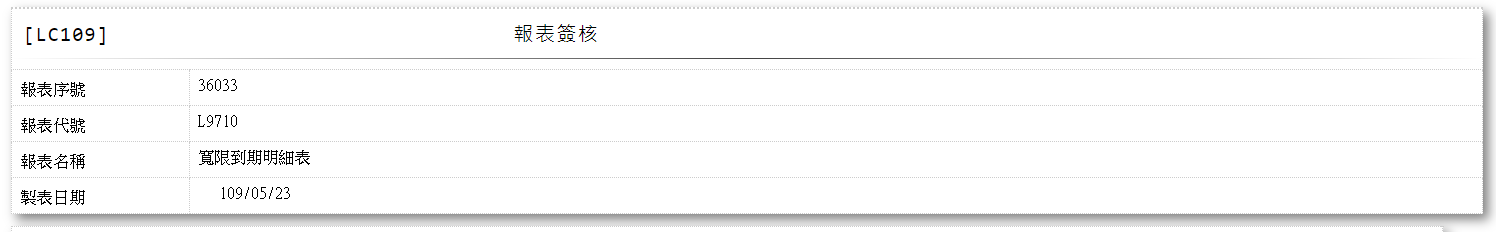 [LC109] 報表簽核
報表序號 36033
報表代號 L9710
報表名稱 寬限到期明細表
製表日期 109/05/23